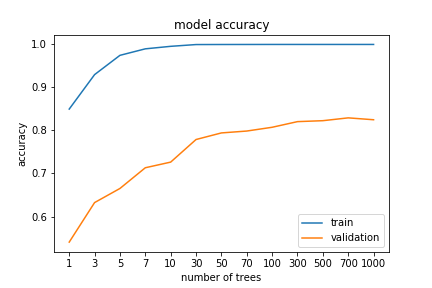 model accuracy
1.0
0.9
0.8
0.7
0.6
accuracy
train
validation
1 3 5 7 10 30 50 70 100 300 500 700 1000
number of trees